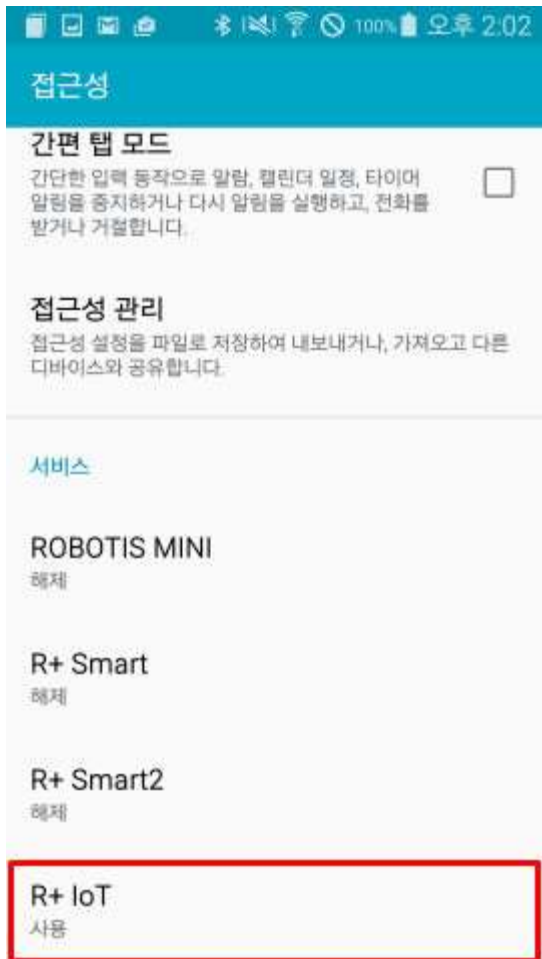 100% 오후 2:02
접근성
간편 탭 모드
간단한 입력 동작으로 알람, 캘린더 일정, 타이머
알림을 중지하거나 다시 알림을 실행하고, 전화를
받거나 거절합니다.
접근성 관리
접근성 설정을 파일로 저장하여 내보내거나, 가져오고 다른
디바이스와 공유합니다.
서비스
ROBOTIS MINI
해제
R+ Smart
해제
R+ Smart2
해제
R+ IoT
사용